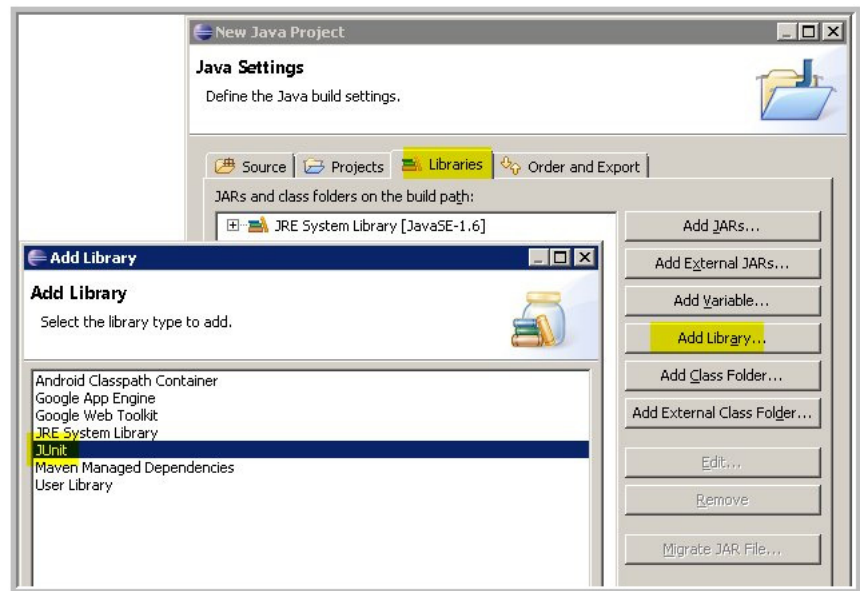 New Java Project
Java Settings
Define the Java build settings.
Source
Projects
Libraries
Order and Export
JARs and class folders on the build path:
JRE System Library [JavaSE-1.6]
Add JARs...
Add External JARs...
Add Variable...
Add Library...
Add Class Folder...
Add External Class Folder...
Edit...
Remove
Migrate JAR File...
Add Library
Add Library
Select the library type to add.
Android Classpath Container
Google App Engine
Google Web Toolkit
JRE System Library
JUnit
Maven Managed Dependencies
User Library